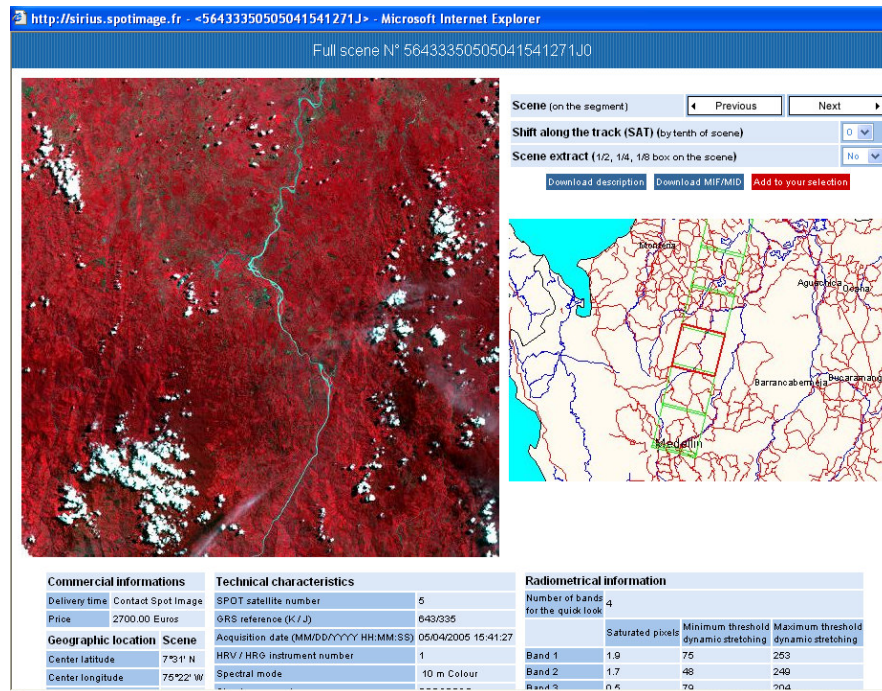 http://sirius.spotimage.fr - <56433350505041541271J> - Microsoft Internet Explorer
Full scene N° 56433350505041541271J0
Scene (on the segment) Previous Next
Shift along the track (SAT) (by tenth of scene) 0
Scene extract (1/2, 1/4, 1/8 box on the scene) No
Download description Download MIF/MID Add to your selection
Monteria
Aguachica
Ocaña
Barrancabermeja
Bucaramang
Medellin
Commercial informations
Delivery time Contact Spot Image
Price 2700.00 Euros
Geographic location Scene
Center latitude 7°31' N
Center longitude 75°22' W
Technical characteristics
SPOT satellite number 5
GRS reference (K / J) 643/335
Acquisition date (MM/DD/YYYY HH:MM:SS) 05/04/2005 15:41:27
HRV / HRG instrument number 1
Spectral mode 10 m Colour
Radiometrical information
Number of bands for the quick look 4
Saturated pixels Minimum threshold dynamic stretching Maximum threshold dynamic stretching
Band 1 1.9 75 253
Band 2 1.7 48 249
Band 3 0.5 79 204